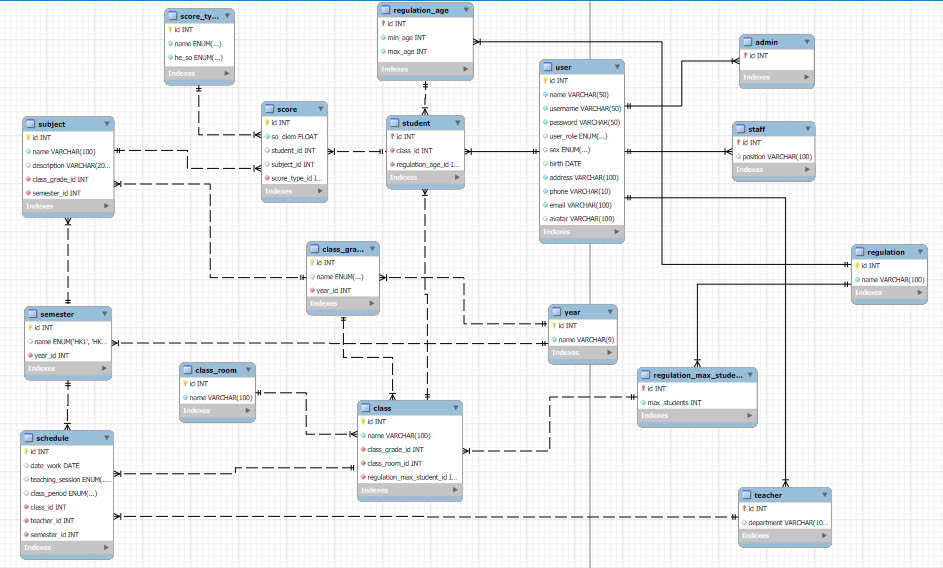 score_ty...
id INT
name ENUM(...)
he_so ENUM(...)
Indexes
regulation_age
id INT
min_age INT
max_age INT
Indexes
admin
id INT
Indexes
user
id INT
name VARCHAR(50)
username VARCHAR(50)
password VARCHAR(50)
user_role ENUM(...)
sex ENUM(...)
birth DATE
address VARCHAR(100)
phone VARCHAR(10)
email VARCHAR(100)
avatar VARCHAR(100)
Indexes
score
id INT
so_diem FLOAT
student_id INT
subject_id INT
score_type_id I...
Indexes
subject
id INT
name VARCHAR(100)
description VARCHAR(20...
class_grade_id INT
semester_id INT
Indexes
student
id INT
class_id INT
regulation_age_id I...
Indexes
staff
id INT
position VARCHAR(100)
Indexes
class_gra...
id INT
name ENUM(...)
year_id INT
Indexes
regulation
id INT
name VARCHAR(100)
Indexes
semester
id INT
name ENUM('HK1', 'HK...
year_id INT
Indexes
year
id INT
name VARCHAR(9)
Indexes
class_room
id INT
name VARCHAR(100)
Indexes
regulation_max_stude...
id INT
max_students INT
Indexes
class
id INT
name VARCHAR(100)
class_grade_id INT
class_room_id INT
regulation_max_student_id I...
Indexes
schedule
id INT
date_work DATE
teaching_session ENUM(...
class_period ENUM(...)
class_id INT
teacher_id INT
semester_id INT
Indexes
teacher
id INT
department VARCHAR(10...
Indexes